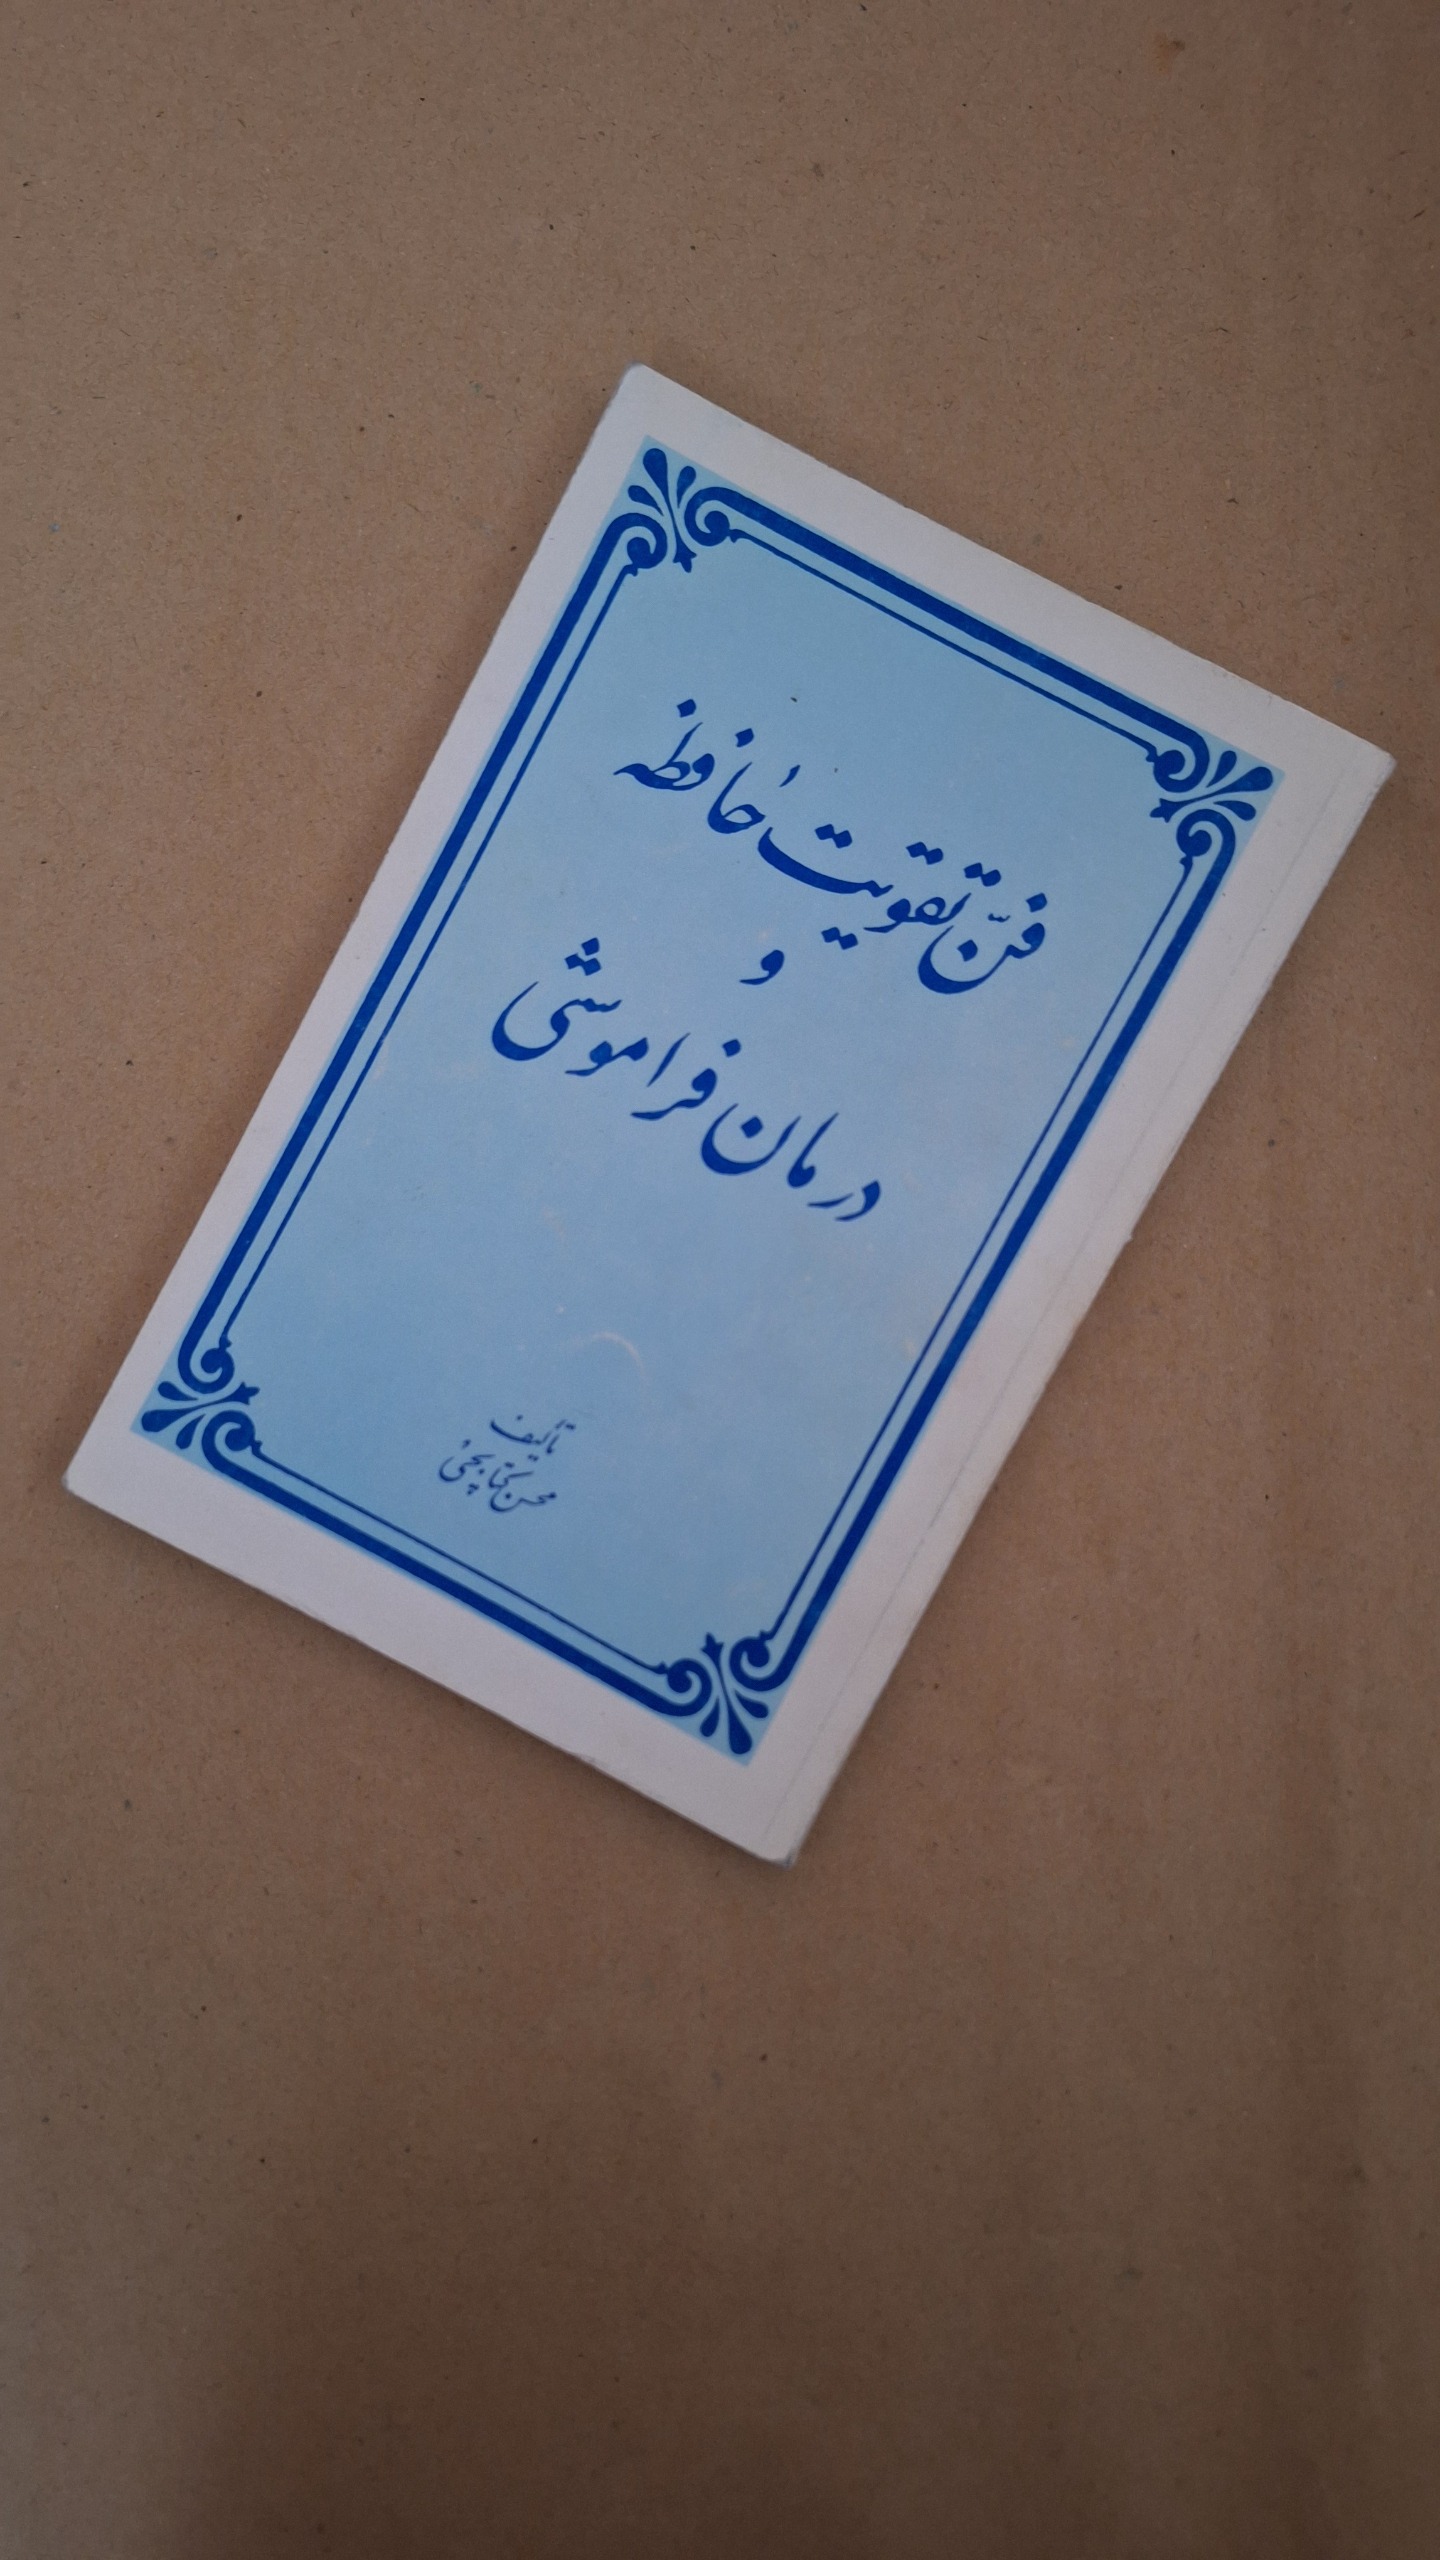 فنّ تقویت حافظه
و
درمان فراموشی
تألیف
محسن کتابچی